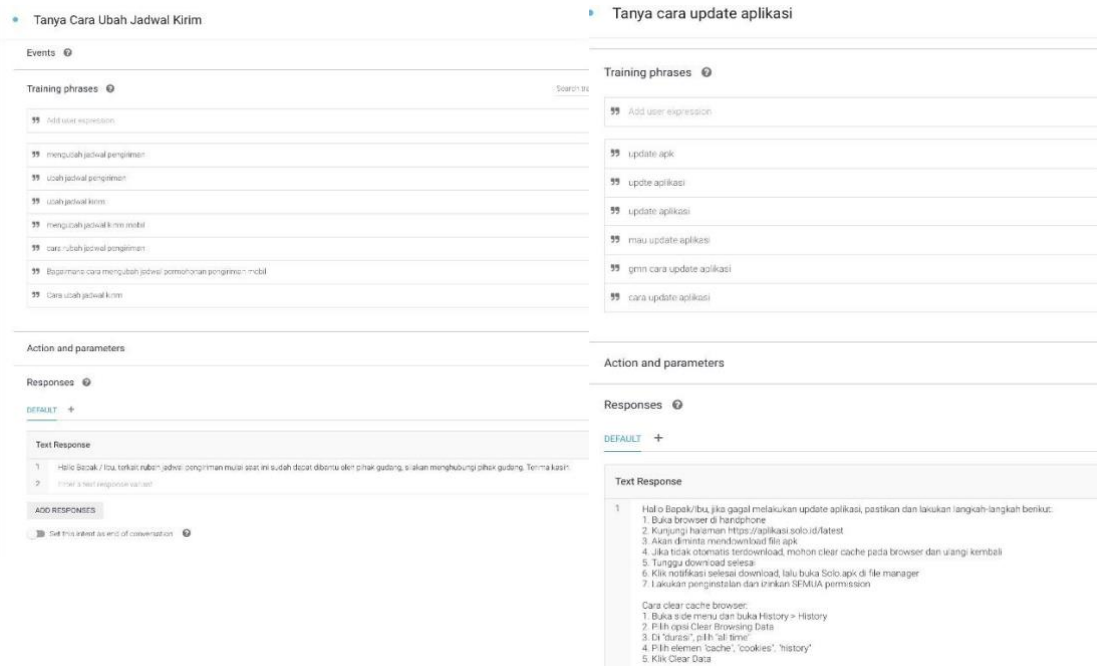 Tanya Cara Ubah Jadwal Kirim
Events
Training phrases
Search tra
Add user expression
mengubah jadwal pengiriman
ubah jadwal pengiriman
ubah jadwal kirim
mengubah jadwal kirim mobil
cara rubah jadwal pengiriman
Bagaimana cara mengubah jadwal permohonan pengiriman mobil
Cara ubah jadwal kirim
Action and parameters
Responses
DEFAULT +
Text Response
1 Hallo Bapak / Ibu, terkait rubah jadwal pengiriman mulai saat ini sudah dapat dibantu oleh pihak gudang, silakan menghubungi pihak gudang. Terima kasih
2 Enter a text response variant
ADD RESPONSES
Set this intent as end of conversation
Tanya cara update aplikasi
Training phrases
Add user expression
update apk
updte aplikasi
update aplikasi
mau update aplikasi
gmn cara update aplikasi
cara update aplikasi
Action and parameters
Responses
DEFAULT +
Text Response
1 Hallo Bapak/Ibu, jika gagal melakukan update aplikasi, pastikan dan lakukan langkah-langkah berikut:
1. Buka browser di handphone
2. Kunjungi halaman https://aplikasi.solo.id/latest
3. Akan diminta mendownload file apk
4. Jika tidak otomatis terdownload, mohon clear cache pada browser dan ulangi kembali
5. Tunggu download selesai
6. Klik notifikasi selesai download, lalu buka Solo.apk di file manager
7. Lakukan penginstalan dan izinkan SEMUA permission
Cara clear cache browser:
1. Buka side menu dan buka History > History
2. Pilih opsi Clear Browsing Data
3. Di "durasi", pilih "all time"
4. Pilih elemen "cache", "cookies", "history"
5. Klik Clear Data